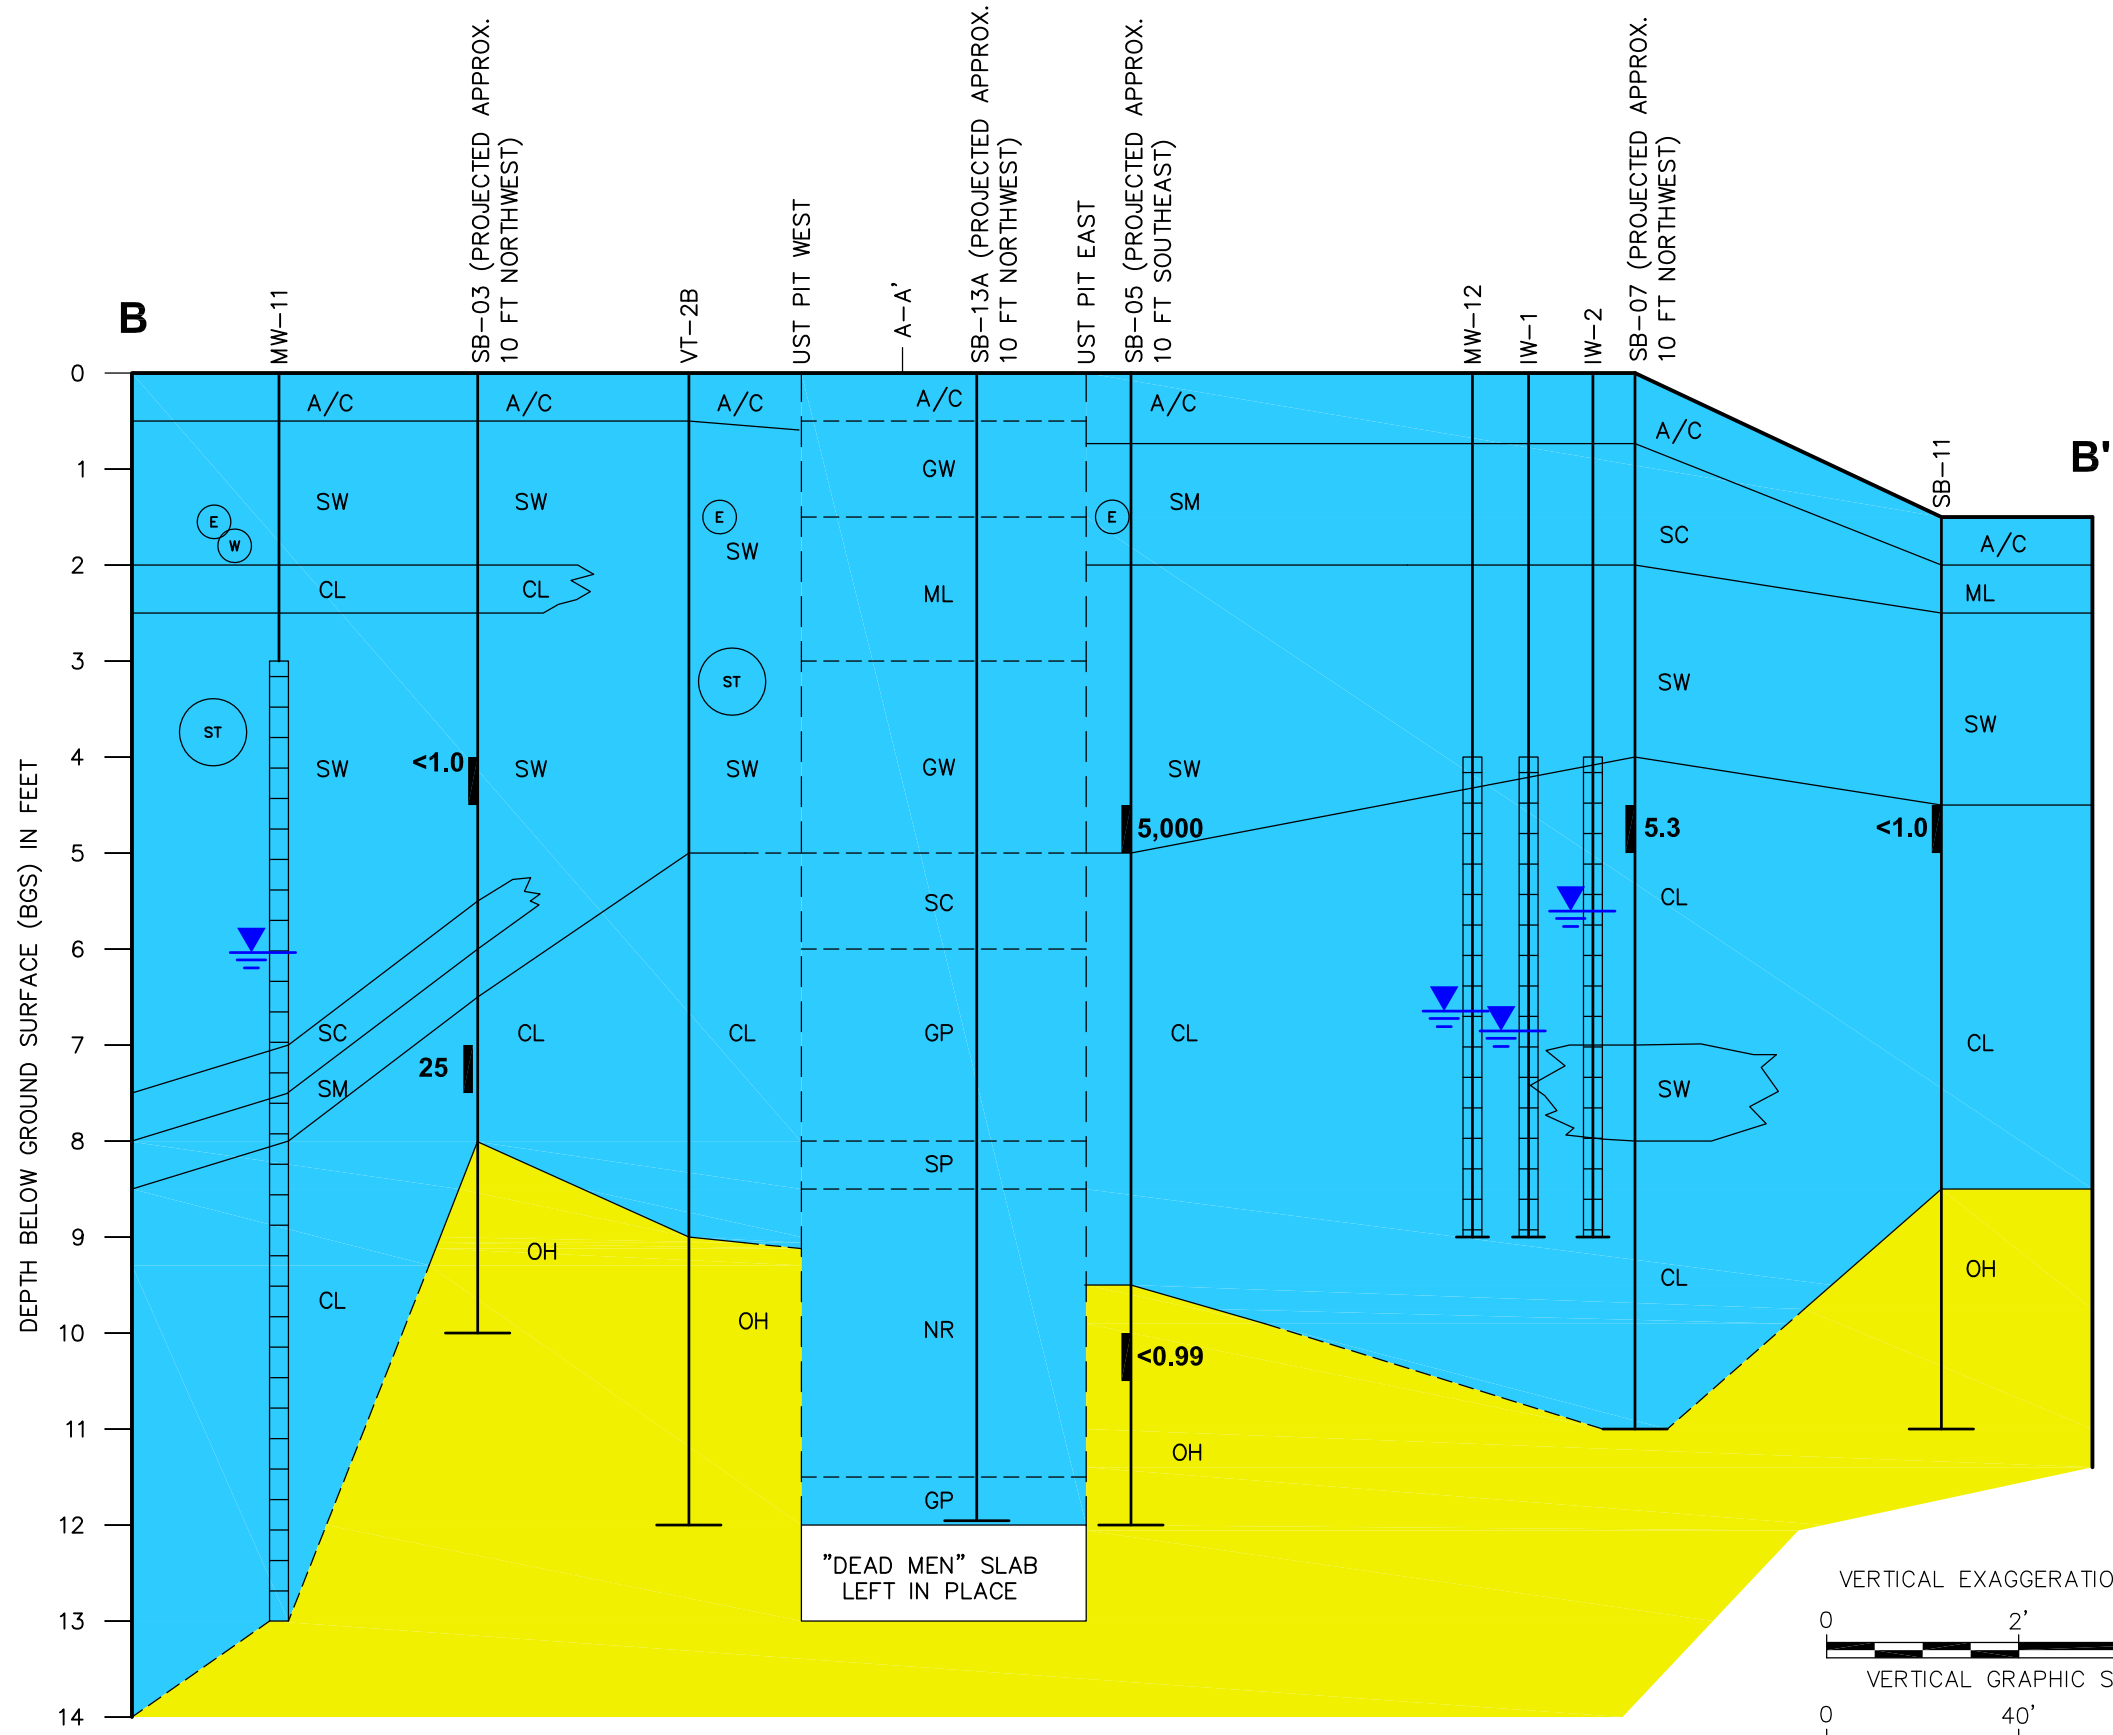 SB-03 (PROJECTED APPROX.
10 FT NORTHWEST)
SB-13A (PROJECTED APPROX.
10 FT NORTHWEST)
SB-05 (PROJECTED APPROX.
10 FT SOUTHEAST)
SB-07 (PROJECTED APPROX.
10 FT NORTHWEST)
B
MW-11
VT-2B
UST PIT WEST
A-A'
UST PIT EAST
MW-12
IW-1
IW-2
SB-11
B'
DEPTH BELOW GROUND SURFACE (BGS) IN FEET
0
1
2
3
4
5
6
7
8
9
10
11
12
13
14
A/C
A/C
A/C
A/C
A/C
A/C
A/C
GW
SW
SW
E
W
E
SW
E
SM
SC
CL
CL
ML
ML
ST
ST
SW
SW
SW
<1.0
SW
SW
GW
SW
5,000
5.3
<1.0
SC
CL
SC
CL
CL
GP
CL
CL
25
SM
SW
SP
OH
CL
OH
NR
CL
OH
<0.99
OH
GP
"DEAD MEN" SLAB
LEFT IN PLACE
VERTICAL EXAGGERATIO
0 2'
VERTICAL GRAPHIC S
0 40'